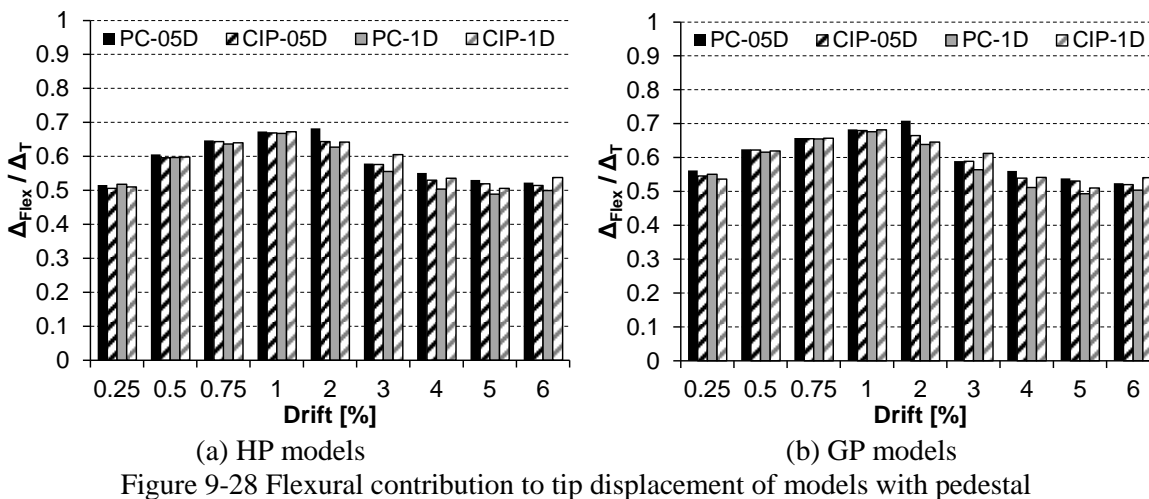 1
0.9
0.8
0.7
0.6
0.5
0.4
0.3
0.2
0.1
0
Δ_Flex / Δ_T
PC-05D CIP-05D PC-1D CIP-1D
0.25 0.5 0.75 1 2 3 4 5 6
Drift [%]
(a) HP models
1
0.9
0.8
0.7
0.6
0.5
0.4
0.3
0.2
0.1
0
Δ_Flex / Δ_T
PC-05D CIP-05D PC-1D CIP-1D
0.25 0.5 0.75 1 2 3 4 5 6
Drift [%]
(b) GP models
Figure 9-28 Flexural contribution to tip displacement of models with pedestal